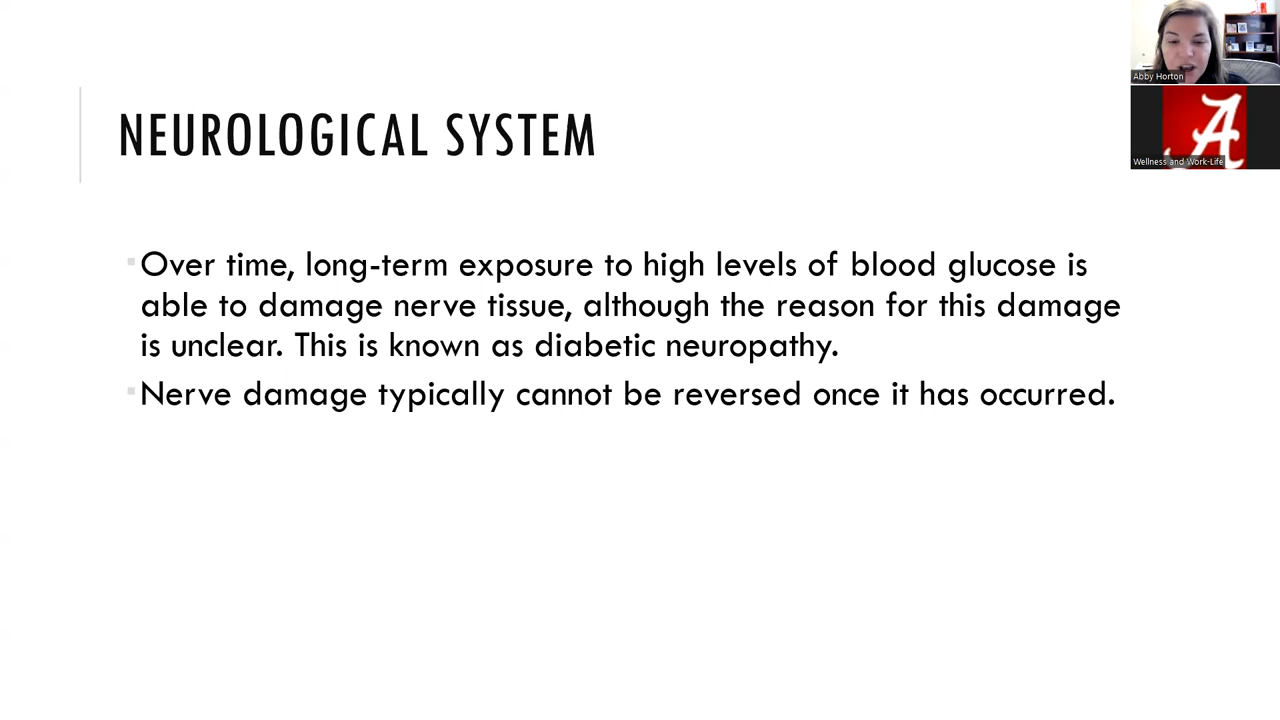 Abby Horton
A
Wellness and Work-Life
NEUROLOGICAL SYSTEM
▪Over time, long-term exposure to high levels of blood glucose is
able to damage nerve tissue, although the reason for this damage
is unclear. This is known as diabetic neuropathy.
▪Nerve damage typically cannot be reversed once it has occurred.